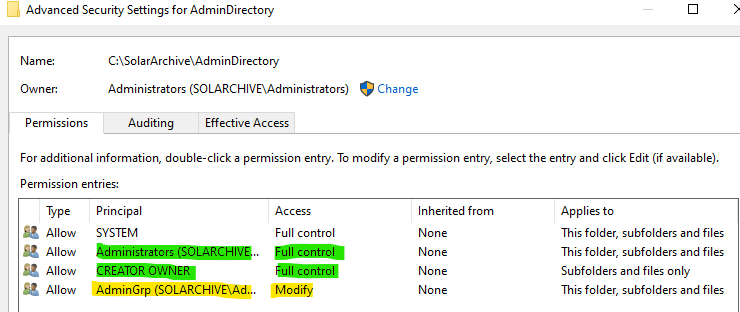 Advanced Security Settings for AdminDirectory
Name: C:\SolarArchive\AdminDirectory
Owner: Administrators (SOLARCHIVE\Administrators) Change
Permissions Auditing Effective Access
For additional information, double-click a permission entry. To modify a permission entry, select the entry and click Edit (if available).
Permission entries:
Type Principal Access Inherited from Applies to
Allow SYSTEM Full control None This folder, subfolders and files
Allow Administrators (SOLARCHIVE... Full control None This folder, subfolders and files
Allow CREATOR OWNER Full control None Subfolders and files only
Allow AdminGrp (SOLARCHIVE\Ad... Modify None This folder, subfolders and files